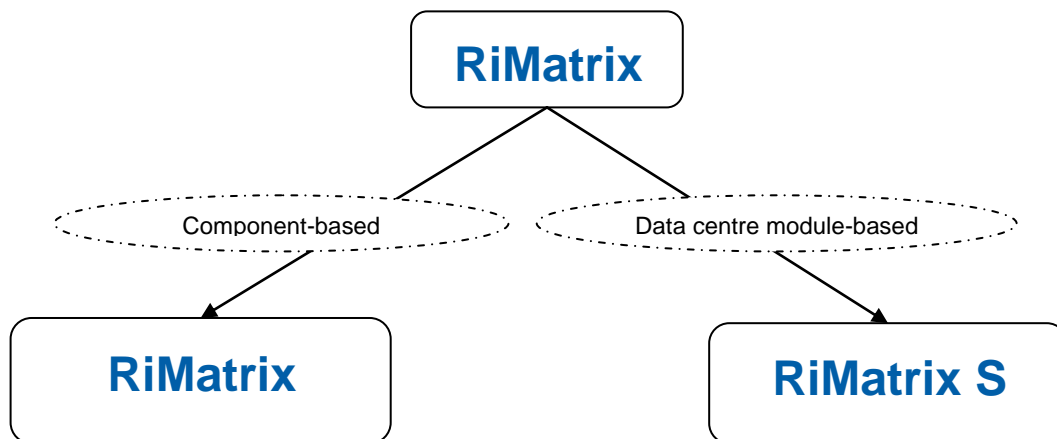 RiMatrix
Component-based
Data centre module-based
RiMatrix
RiMatrix S